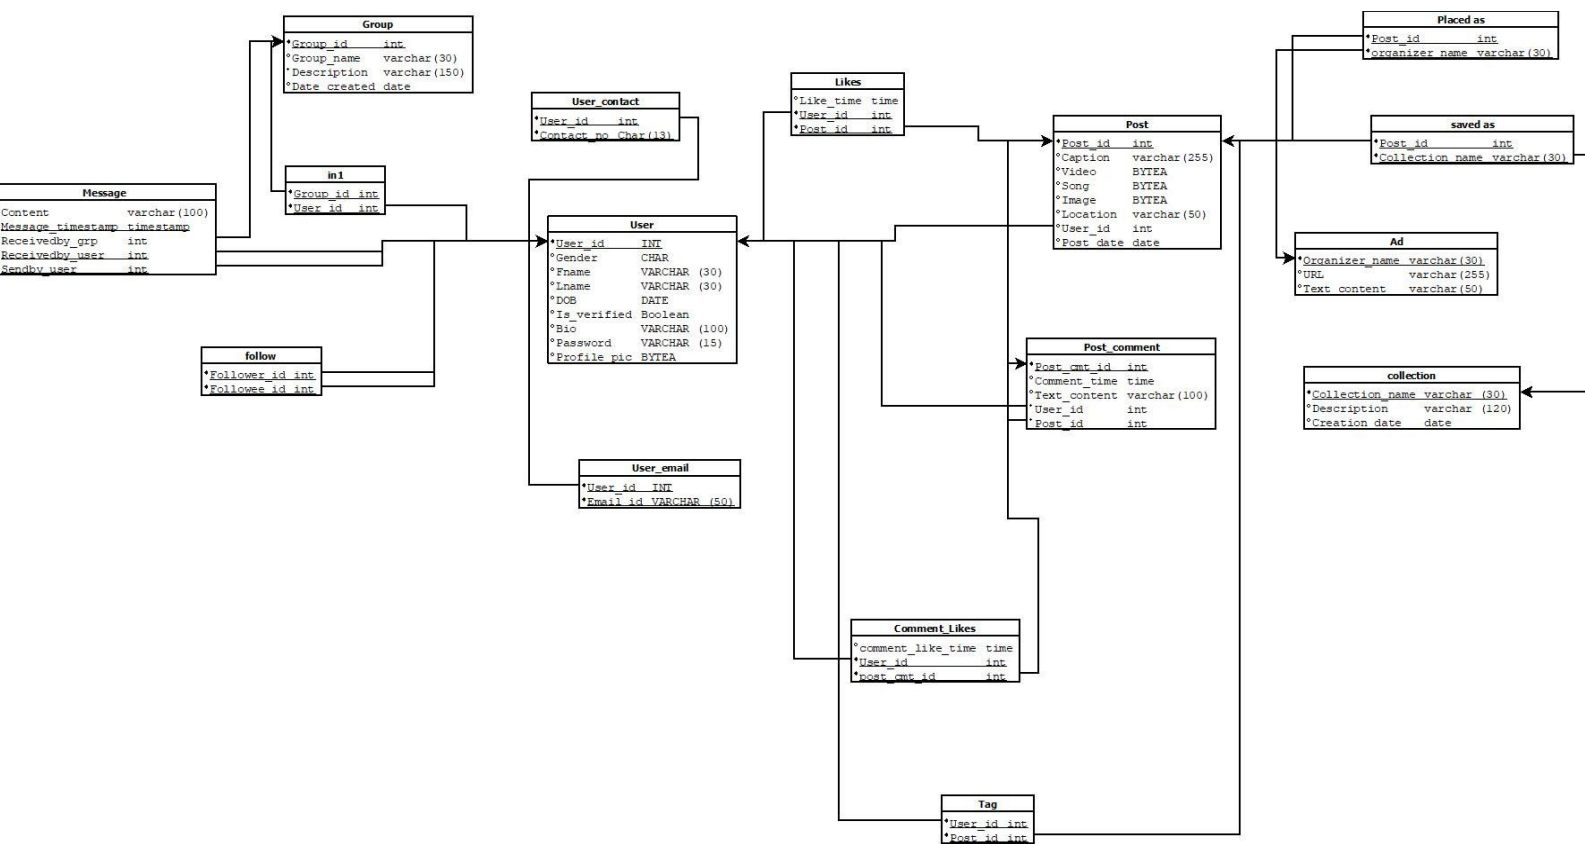 Group
Group_id int
Group_name varchar(30)
Description varchar(150)
Date_created date
User_contact
User_id int
Contact_no Char(13)
in1
Group_id int
User_id int
Message
Content varchar(100)
Message_timestamp timestamp
Receivedby_grp int
Receivedby_user int
Sendby_user int
follow
Follower_id int
Followee_id int
User
User_id INT
Gender CHAR
Fname VARCHAR (30)
Lname VARCHAR (30)
DOB DATE
Is_verified Boolean
Bio VARCHAR (100)
Password VARCHAR (15)
Profile_pic BYTEA
User_email
User_id INT
Email_id VARCHAR (50)
Likes
Like_time time
User_id int
Post_id int
Post
Post_id int
Caption varchar(255)
Video BYTEA
Song BYTEA
Image BYTEA
Location varchar(50)
User_id int
Post_date date
Post_comment
Post_cmt_id int
Comment_time time
Text_content varchar(100)
User_id int
Post_id int
Comment_Likes
comment_like_time time
User_id int
post_cmt_id int
Tag
User_id int
Post_id int
Placed as
Post_id int
organizer_name varchar(30)
saved as
Post_id int
Collection_name varchar(30)
Ad
Organizer_name varchar(30)
URL varchar(255)
Text_content varchar(50)
collection
Collection_name varchar (30)
Description varchar (120)
Creation_date date